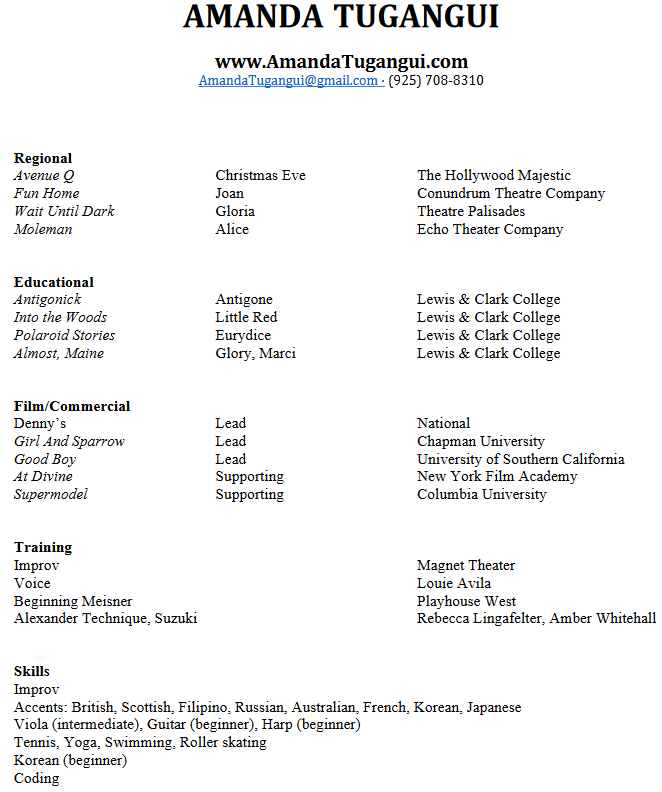 AMANDA TUGANGUI
www.AmandaTugangui.com
AmandaTugangui@gmail.com · (925) 708-8310
Regional
Avenue Q Christmas Eve The Hollywood Majestic
Fun Home Joan Conundrum Theatre Company
Wait Until Dark Gloria Theatre Palisades
Moleman Alice Echo Theater Company
Educational
Antigonick Antigone Lewis & Clark College
Into the Woods Little Red Lewis & Clark College
Polaroid Stories Eurydice Lewis & Clark College
Almost, Maine Glory, Marci Lewis & Clark College
Film/Commercial
Denny’s Lead National
Girl And Sparrow Lead Chapman University
Good Boy Lead University of Southern California
At Divine Supporting New York Film Academy
Supermodel Supporting Columbia University
Training
Improv Magnet Theater
Voice Louie Avila
Beginning Meisner Playhouse West
Alexander Technique, Suzuki Rebecca Lingafelter, Amber Whitehall
Skills
Improv
Accents: British, Scottish, Filipino, Russian, Australian, French, Korean, Japanese
Viola (intermediate), Guitar (beginner), Harp (beginner)
Tennis, Yoga, Swimming, Roller skating
Korean (beginner)
Coding